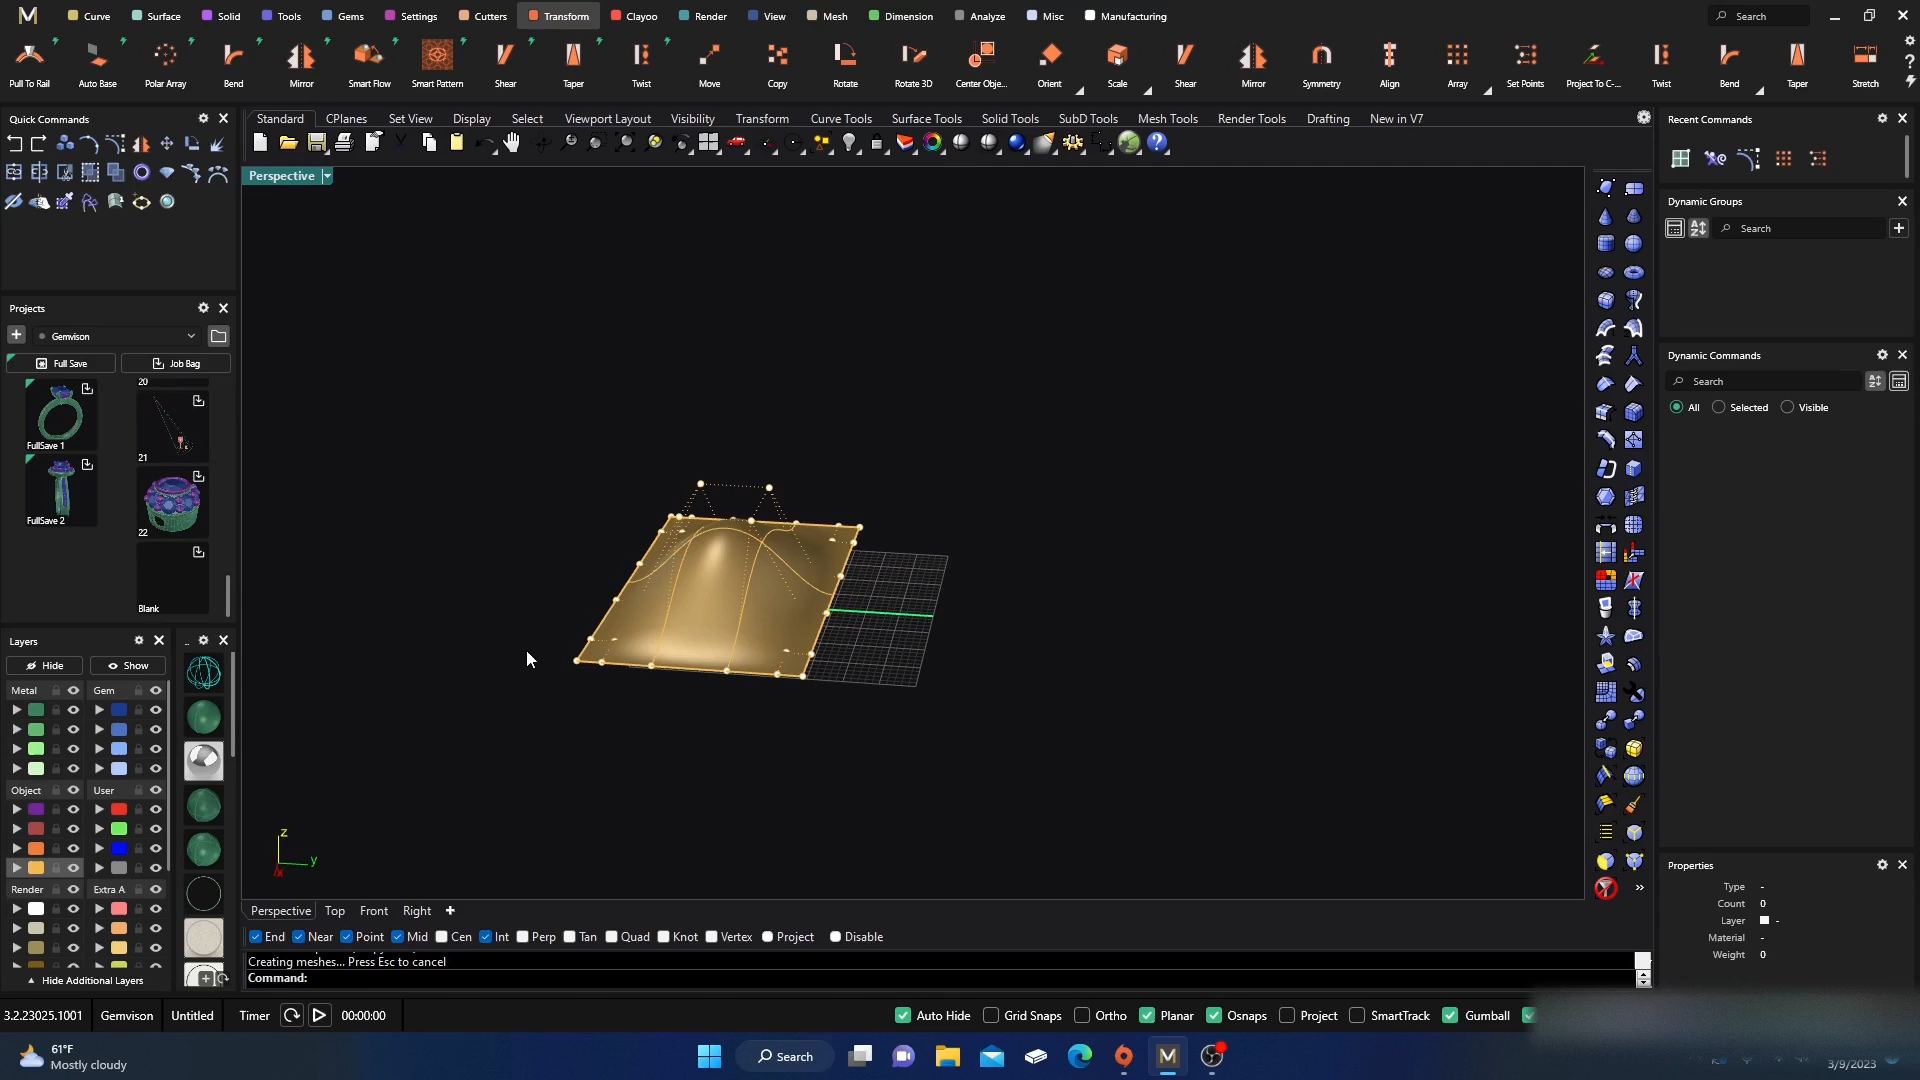 Curve Surface Solid Tools Gems Settings Cutters Transform Clayoo Render View Mesh Dimension Analyze Misc Manufacturing Search
Pull To Rail Auto Base Polar Array Bend Mirror Smart Flow Smart Pattern Shear Taper Twist Move Copy Rotate Rotate 3D Center Obje... Orient Scale Shear Mirror Symmetry Align Array Set Points Project To C-... Twist Bend Taper Stretch
Quick Commands
Standard CPlanes Set View Display Select Viewport Layout Visibility Transform Curve Tools Surface Tools Solid Tools SubD Tools Mesh Tools Render Tools Drafting New in V7
Recent Commands
Perspective
Dynamic Groups
Search
Projects
Gemvison
Full Save Job Bag
20
FullSave 1
21
FullSave 2
22
Blank
Dynamic Commands
Search
All Selected Visible
Layers
Hide Show
Metal Gem
Object User
Render Extra A
Hide Additional Layers
z
y
x
Properties
Type -
Count 0
Layer -
Material -
Weight 0
Perspective Top Front Right
End Near Point Mid Cen Int Perp Tan Quad Knot Vertex Project Disable
Creating meshes... Press Esc to cancel
Command:
3.2.23025.1001 Gemvison Untitled Timer 00:00:00 Auto Hide Grid Snaps Ortho Planar Osnaps Project SmartTrack Gumball
61°F
Mostly cloudy
Search
3/9/2023